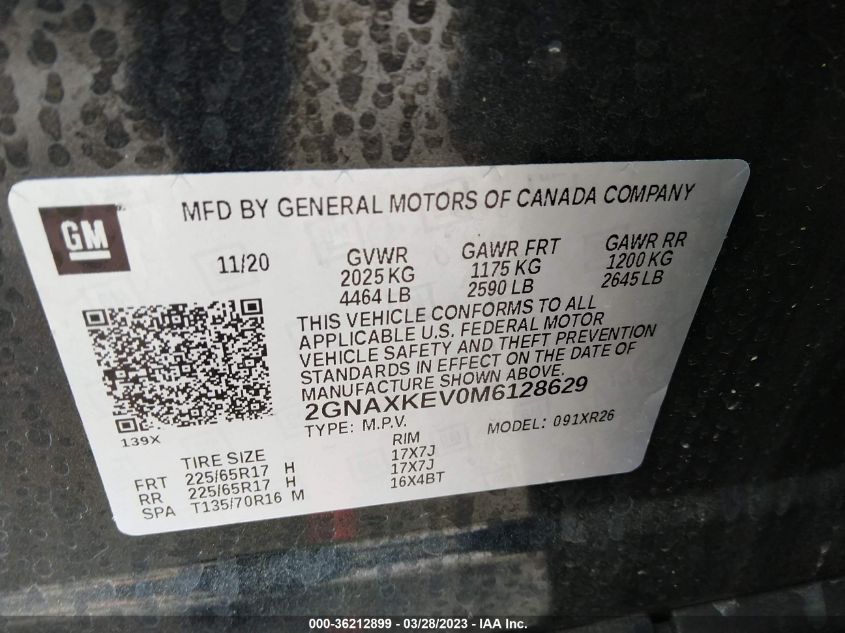 GM
MFD BY GENERAL MOTORS OF CANADA COMPANY
11/20
GVWR
2025 KG
4464 LB
GAWR FRT
1175 KG
2590 LB
GAWR RR
1200 KG
2645 LB
THIS VEHICLE CONFORMS TO ALL
APPLICABLE U.S. FEDERAL MOTOR
VEHICLE SAFETY AND THEFT PREVENTION
STANDARDS IN EFFECT ON THE DATE OF
MANUFACTURE SHOWN ABOVE.
2GNAXKEV0M6128629
TYPE: M.P.V.
MODEL: 091XR26
139X
TIRE SIZE
RIM
FRT 225/65R17 H 17X7J
RR 225/65R17 H 17X7J
SPA T135/70R16 M 16X4BT
000-36212899 — 03/28/2023 — IAA Inc.